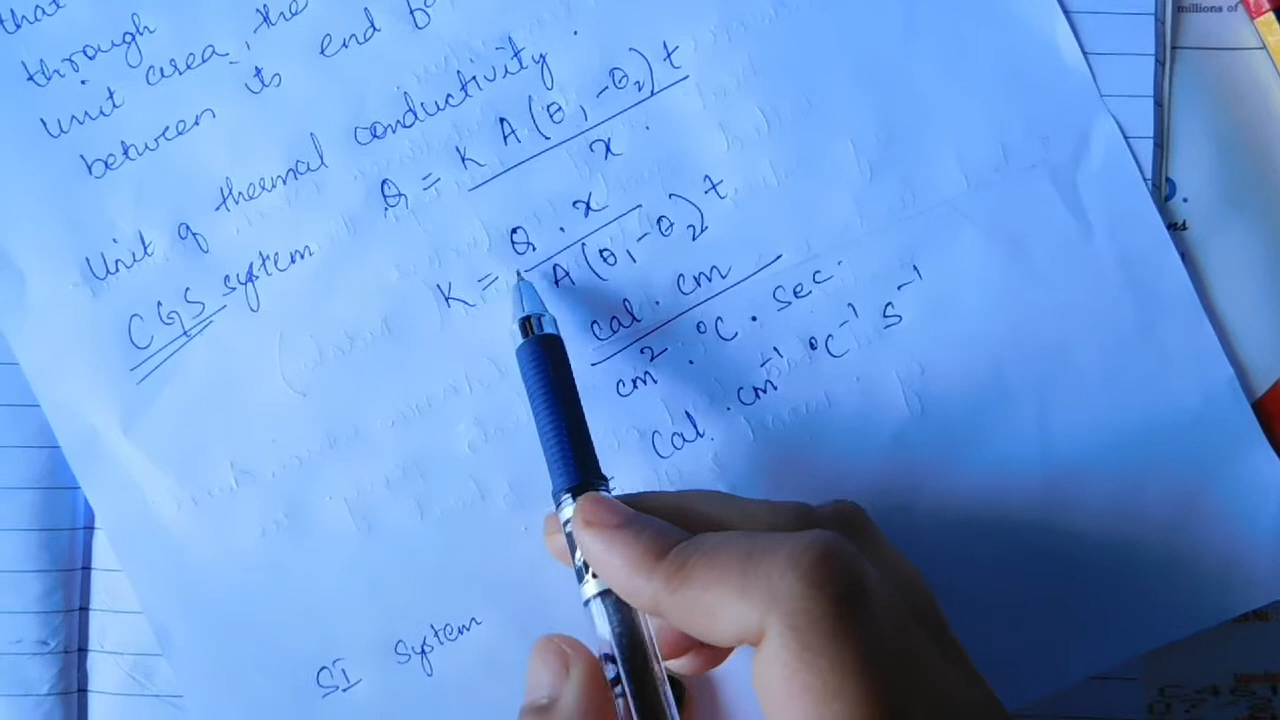 that
through
unit area, the
between its end
Unit of thermal conductivity.
CGS system Q = K A (θ₁ - θ₂) t / x
K = Q . x / A (θ₁ - θ₂) t
cal . cm / cm² . °C . sec.
cal. cm⁻¹ °C⁻¹ s⁻¹
SI system
millions of